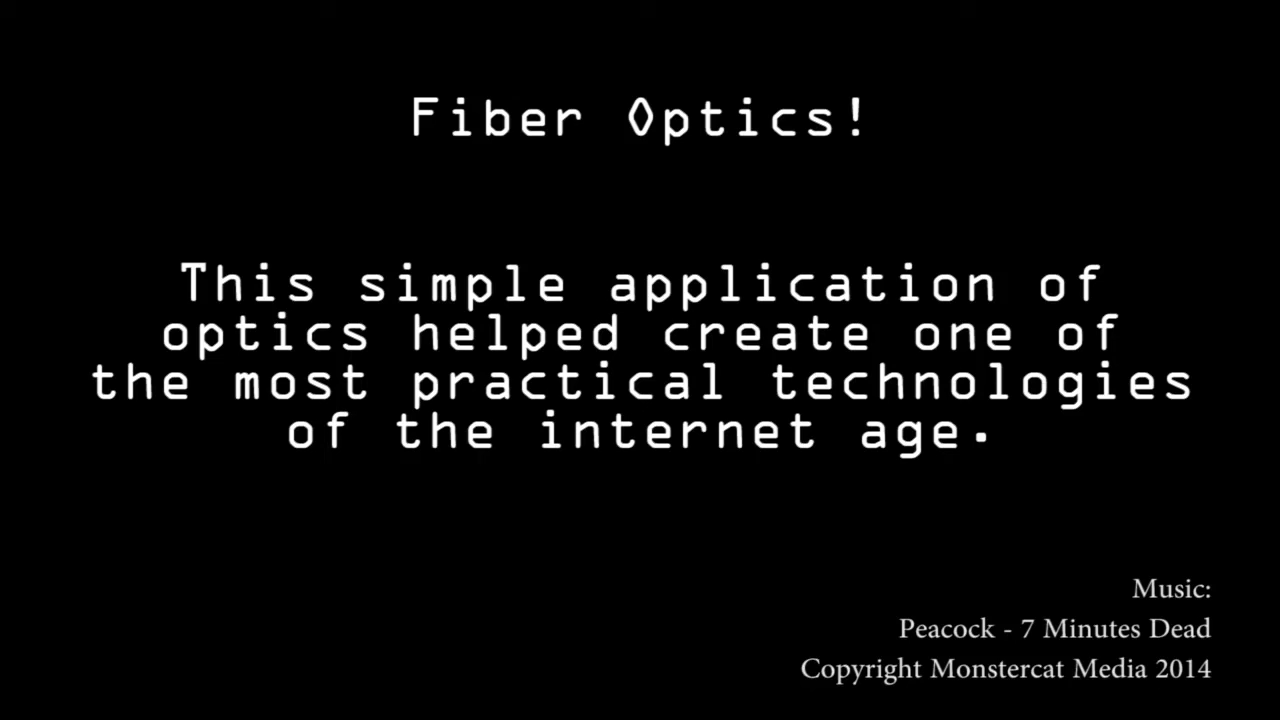 Fiber Optics!
This simple application of
optics helped create one of
the most practical technologies
of the internet age.
Music:
Peacock - 7 Minutes Dead
Copyright Monstercat Media 2014